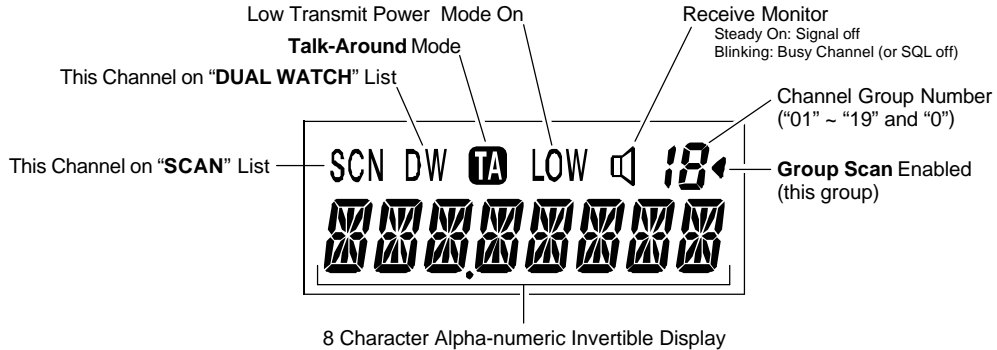 Low Transmit Power Mode On
Receive Monitor
Steady On: Signal off
Blinking: Busy Channel (or SQL off)
Talk-Around Mode
This Channel on “DUAL WATCH” List
Channel Group Number
(“01” ~ “19” and “0”)
This Channel on “SCAN” List
SCN DW TA LOW 18
Group Scan Enabled
(this group)
8 Character Alpha-numeric Invertible Display